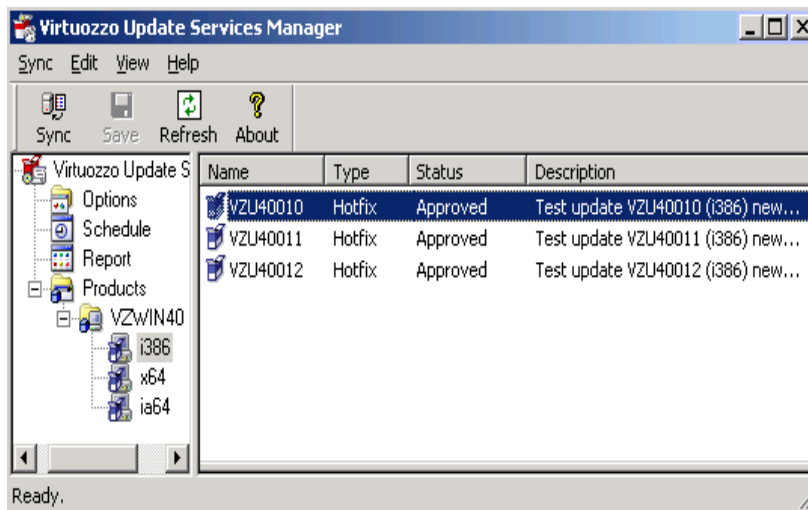 Virtuozzo Update Services Manager
Sync Edit View Help
Sync Save Refresh About
Virtuozzo Update S
Options
Schedule
Report
Products
VZWIN40
i386
x64
ia64
Name Type Status Description
VZU40010 Hotfix Approved Test update VZU40010 (i386) new...
VZU40011 Hotfix Approved Test update VZU40011 (i386) new...
VZU40012 Hotfix Approved Test update VZU40012 (i386) new...
Ready.